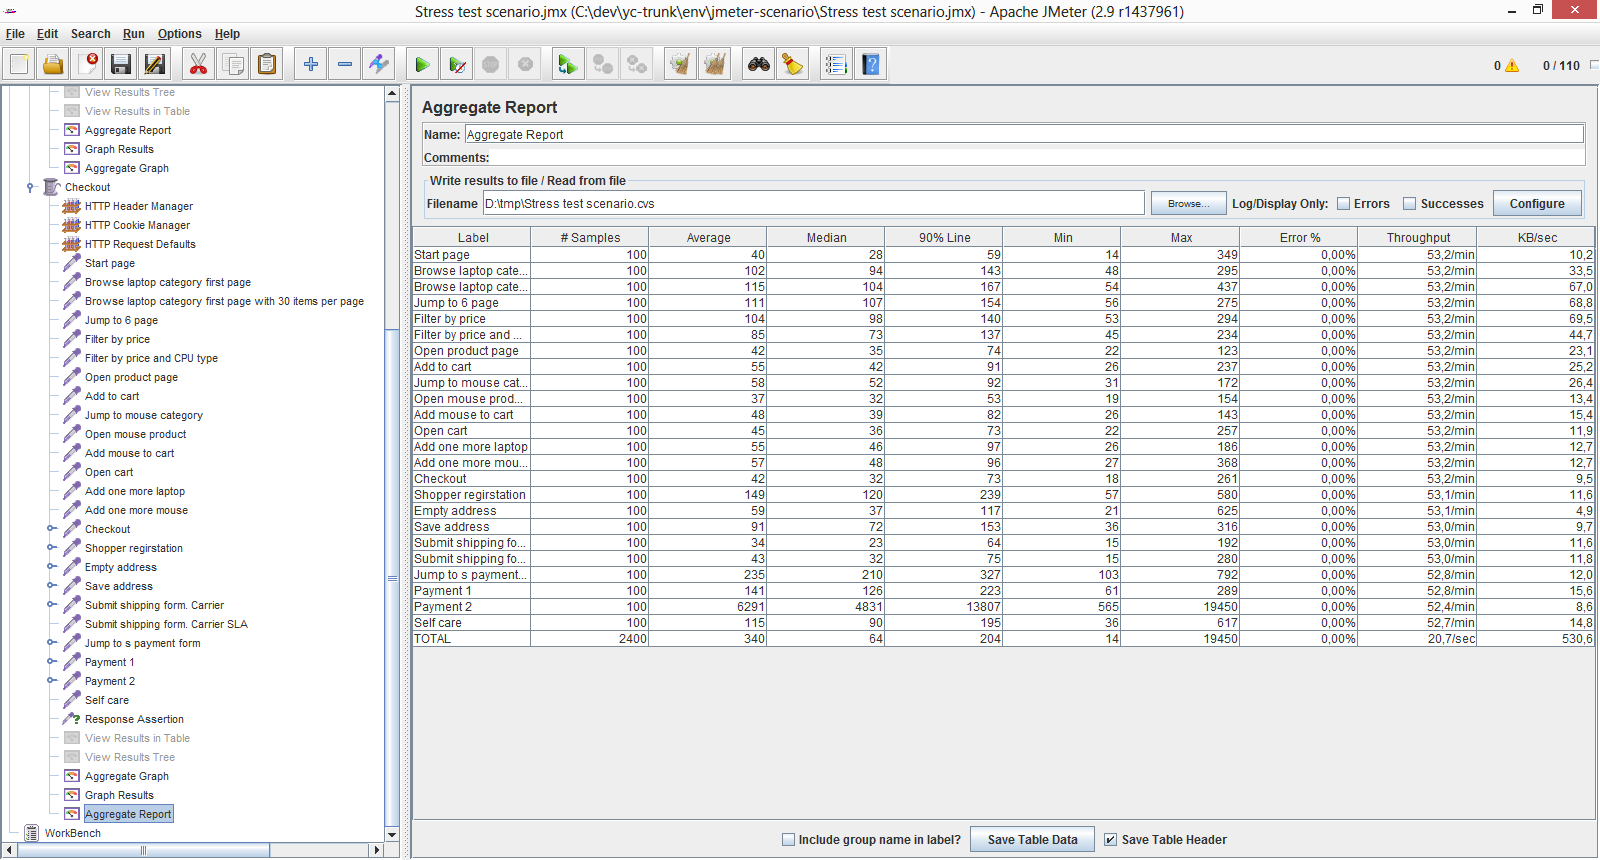 Stress test scenario.jmx (C:\dev\yc-trunk\env\jmeter-scenario\Stress test scenario.jmx) - Apache JMeter (2.9 r1437961)
File Edit Search Run Options Help
0 0 / 110
View Results Tree
View Results in Table
Aggregate Report
Graph Results
Aggregate Graph
Checkout
HTTP Header Manager
HTTP Cookie Manager
HTTP Request Defaults
Start page
Browse laptop category first page
Browse laptop category first page with 30 items per page
Jump to 6 page
Filter by price
Filter by price and CPU type
Open product page
Add to cart
Jump to mouse category
Open mouse product
Add mouse to cart
Open cart
Add one more laptop
Add one more mouse
Checkout
Shopper regirstation
Empty address
Save address
Submit shipping form. Carrier
Submit shipping form. Carrier SLA
Jump to s payment form
Payment 1
Payment 2
Self care
Response Assertion
View Results in Table
View Results Tree
Aggregate Graph
Graph Results
Aggregate Report
WorkBench
Aggregate Report
Name: Aggregate Report
Comments:
Write results to file / Read from file
Filename D:\tmp\Stress test scenario.cvs Browse... Log/Display Only: Errors Successes Configure
Label # Samples Average Median 90% Line Min Max Error % Throughput KB/sec
Start page 100 40 28 59 14 349 0,00% 53,2/min 10,2
Browse laptop cate... 100 102 94 143 48 295 0,00% 53,2/min 33,5
Browse laptop cate... 100 115 104 167 54 437 0,00% 53,2/min 67,0
Jump to 6 page 100 111 107 154 56 275 0,00% 53,2/min 68,8
Filter by price 100 104 98 140 53 294 0,00% 53,2/min 69,5
Filter by price and ... 100 85 73 137 45 234 0,00% 53,2/min 44,7
Open product page 100 42 35 74 22 123 0,00% 53,2/min 23,1
Add to cart 100 55 42 91 26 237 0,00% 53,2/min 25,2
Jump to mouse cat... 100 58 52 92 31 172 0,00% 53,2/min 26,4
Open mouse prod... 100 37 32 53 19 154 0,00% 53,2/min 13,4
Add mouse to cart 100 48 39 82 26 143 0,00% 53,2/min 15,4
Open cart 100 45 36 73 22 257 0,00% 53,2/min 11,9
Add one more laptop 100 55 46 97 26 186 0,00% 53,2/min 12,7
Add one more mou... 100 57 48 96 27 368 0,00% 53,2/min 12,7
Checkout 100 42 32 73 18 261 0,00% 53,2/min 9,5
Shopper regirstation 100 149 120 239 57 580 0,00% 53,1/min 11,6
Empty address 100 59 37 117 21 625 0,00% 53,1/min 4,9
Save address 100 91 72 153 36 316 0,00% 53,0/min 9,7
Submit shipping fo... 100 34 23 64 15 192 0,00% 53,0/min 11,6
Submit shipping fo... 100 43 32 75 15 280 0,00% 53,0/min 11,8
Jump to s payment... 100 235 210 327 103 792 0,00% 52,8/min 12,0
Payment 1 100 141 126 223 61 289 0,00% 52,8/min 15,6
Payment 2 100 6291 4831 13807 565 19450 0,00% 52,4/min 8,6
Self care 100 115 90 195 36 617 0,00% 52,7/min 14,8
TOTAL 2400 340 64 204 14 19450 0,00% 20,7/sec 530,6
Include group name in label? Save Table Data Save Table Header